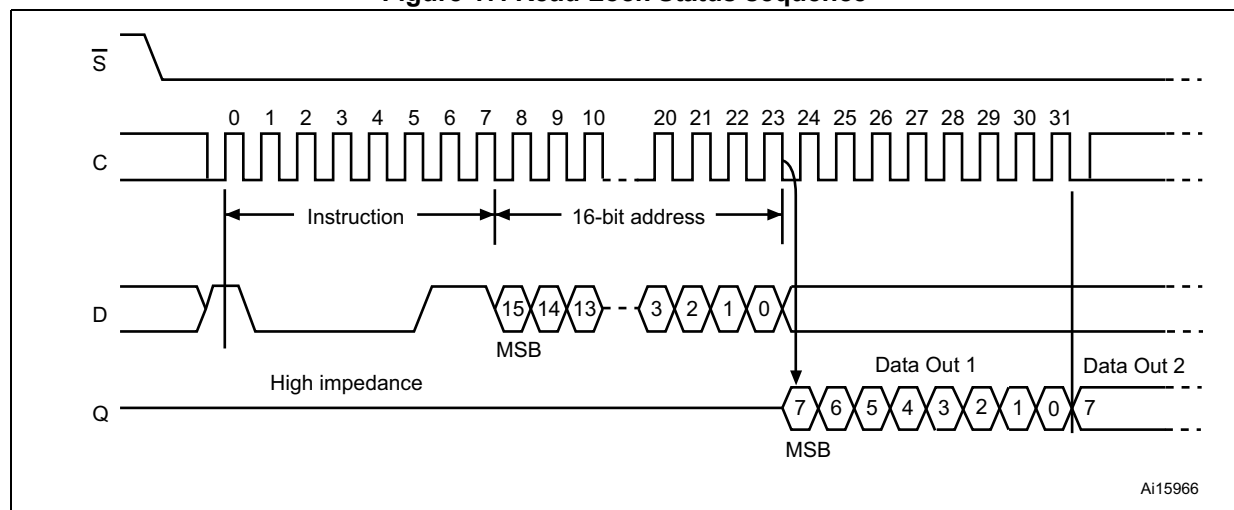 Figure 17. Read Lock Status sequence
S
0 1 2 3 4 5 6 7 8 9 10 20 21 22 23 24 25 26 27 28 29 30 31
C
Instruction 16-bit address
D 15 14 13 3 2 1 0
MSB
High impedance Data Out 1 Data Out 2
Q 7 6 5 4 3 2 1 0 7
MSB
Ai15966